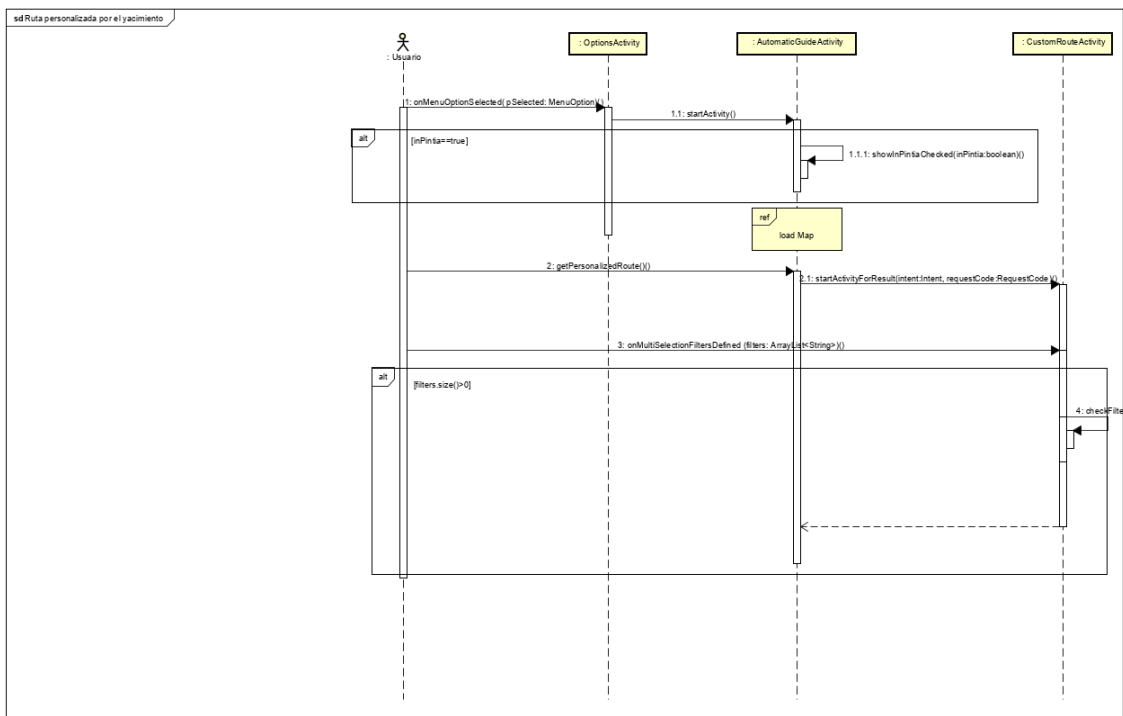 sd Ruta personalizada por el yacimiento
: Usuario
: OptionsActivity
: AutomaticGuideActivity
: CustomRouteActivity
1: onMenuOptionSelected( pSelected: MenuOption)()
1.1: startActivity()
alt
[inPintia==true]
1.1.1: showInPintiaChecked(inPintia:boolean)()
ref
load Map
2: getPersonalizedRoute()()
2.1: startActivityForResult(intent:Intent, requestCode:RequestCode )()
3: onMultiSelectionFiltersDefined (filters: ArrayList<String>)()
alt
[filters.size()>0]
4: checkFilte